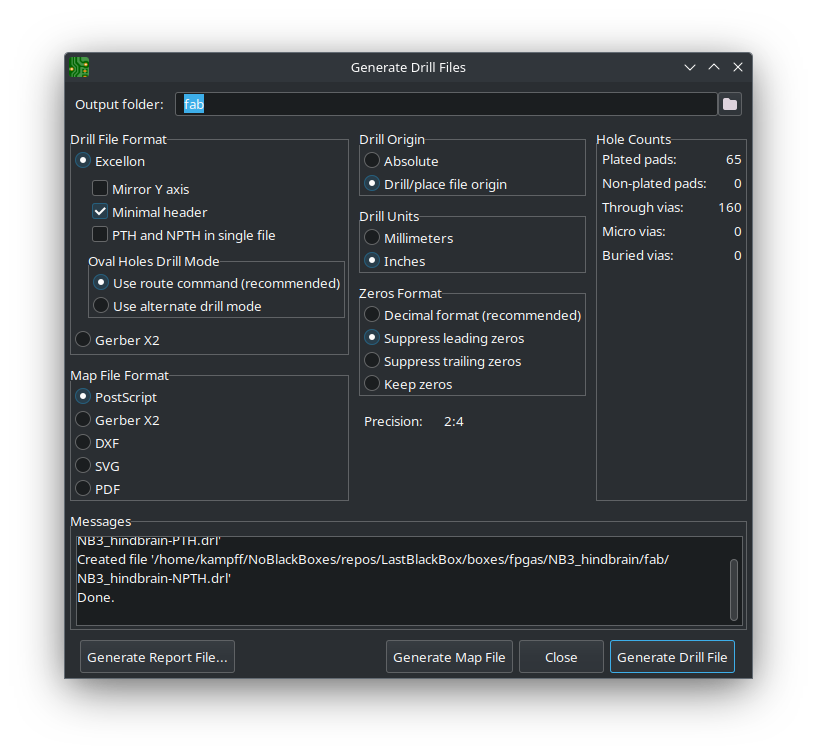 Generate Drill Files
Output folder: fab
Drill File Format
Excellon
Mirror Y axis
Minimal header
PTH and NPTH in single file
Oval Holes Drill Mode
Use route command (recommended)
Use alternate drill mode
Gerber X2
Map File Format
PostScript
Gerber X2
DXF
SVG
PDF
Drill Origin
Absolute
Drill/place file origin
Drill Units
Millimeters
Inches
Zeros Format
Decimal format (recommended)
Suppress leading zeros
Suppress trailing zeros
Keep zeros
Precision: 2:4
Hole Counts
Plated pads: 65
Non-plated pads: 0
Through vias: 160
Micro vias: 0
Buried vias: 0
Messages
NB3_hindbrain-PTH.drl'
Created file '/home/kampff/NoBlackBoxes/repos/LastBlackBox/boxes/fpgas/NB3_hindbrain/fab/
NB3_hindbrain-NPTH.drl'
Done.
Generate Report File... Generate Map File Close Generate Drill File